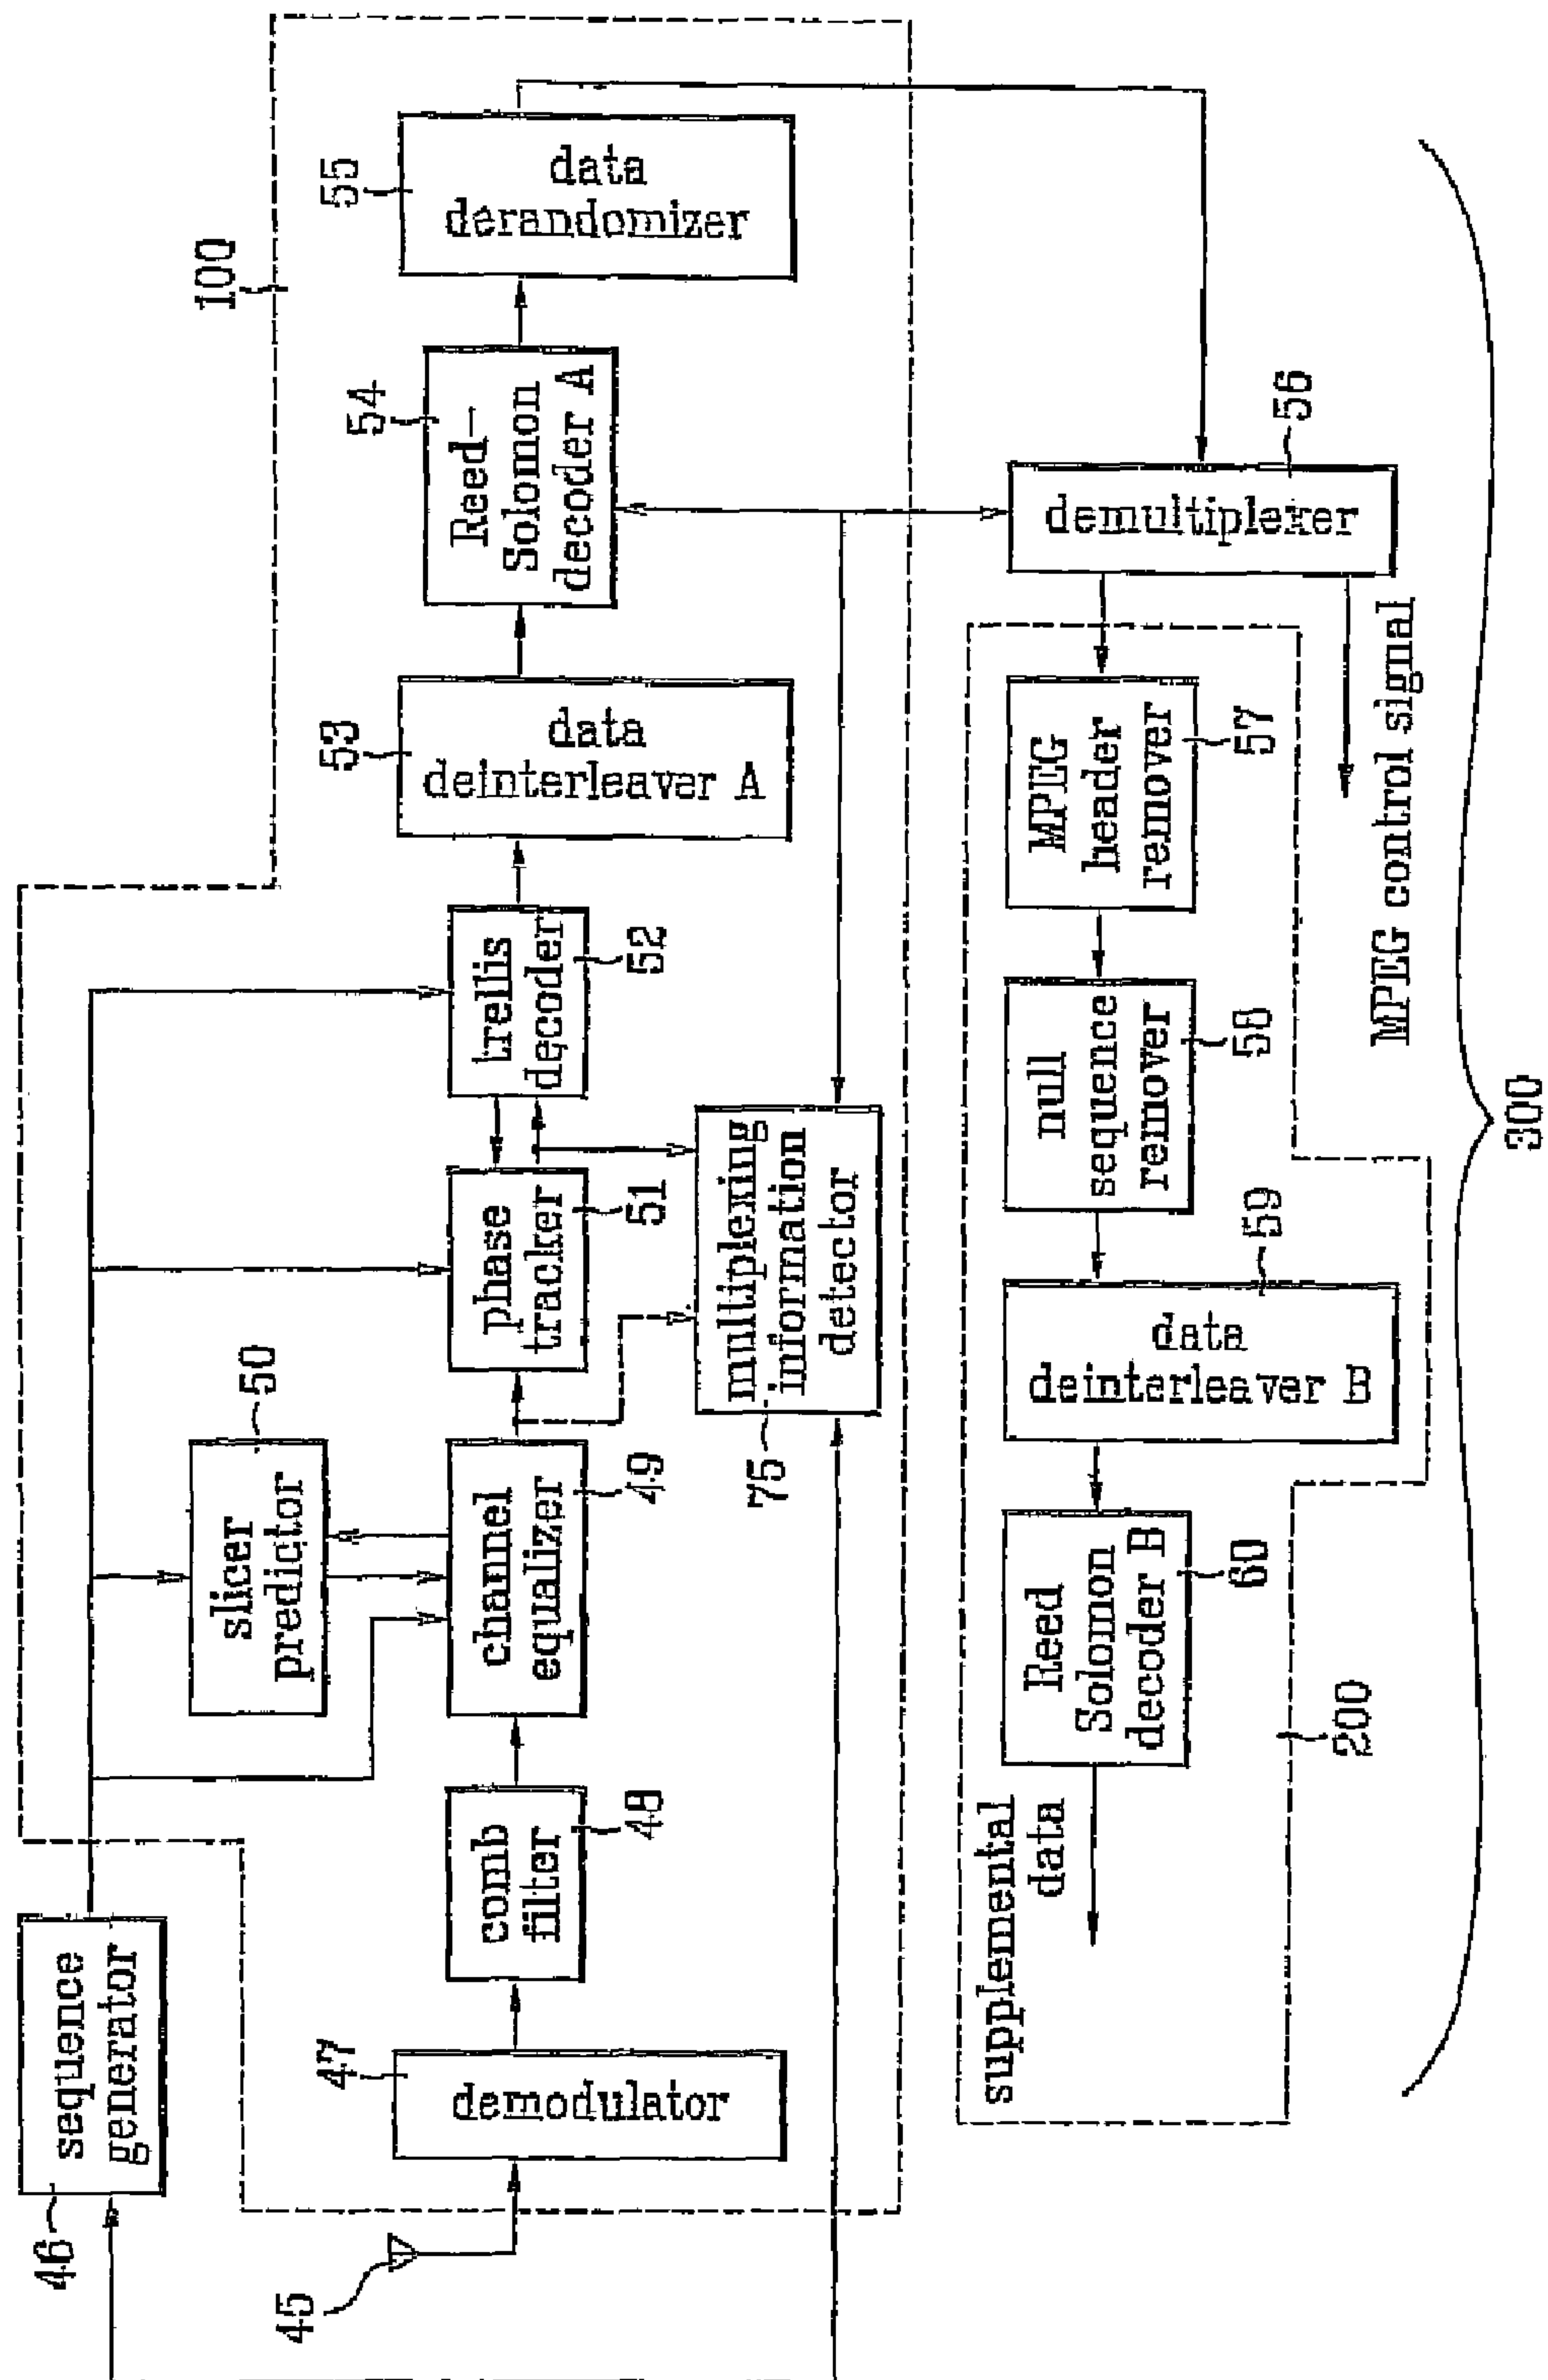 46
sequence
generator
100
slicer
predictor
50
45
47
demodulator
comb
filter
48
channel
equalizer
49
phase
tracker
51
trellis
decoder
52
53
data
deinterleaver A
54
Reed-
Solomon
decoder A
55
data
derandomizer
75
multiplexing
information
detector
supplemental
data
Reed
Solomon
decoder B
60
data
deinterleaver B
59
null
sequence
remover
58
MPEG
header
remover
57
demultiplexer
56
200
MPEG control signal
300